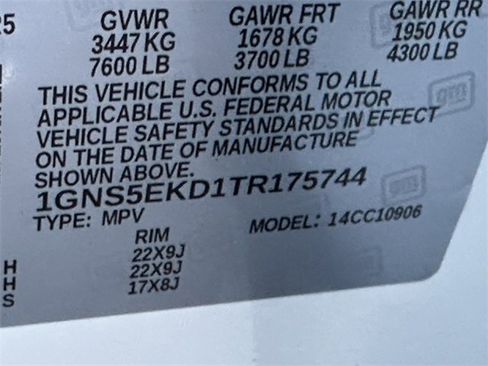 25 GVWR GAWR FRT GAWR RR
3447 KG 1678 KG 1950 KG
7600 LB 3700 LB 4300 LB
THIS VEHICLE CONFORMS TO ALL
APPLICABLE U.S. FEDERAL MOTOR
VEHICLE SAFETY STANDARDS IN EFFECT
ON THE DATE OF MANUFACTURE
SHOWN ABOVE.
1GNS5EKD1TR175744
TYPE: MPV MODEL: 14CC10906
RIM
H 22X9J
H 22X9J
S 17X8J
gm